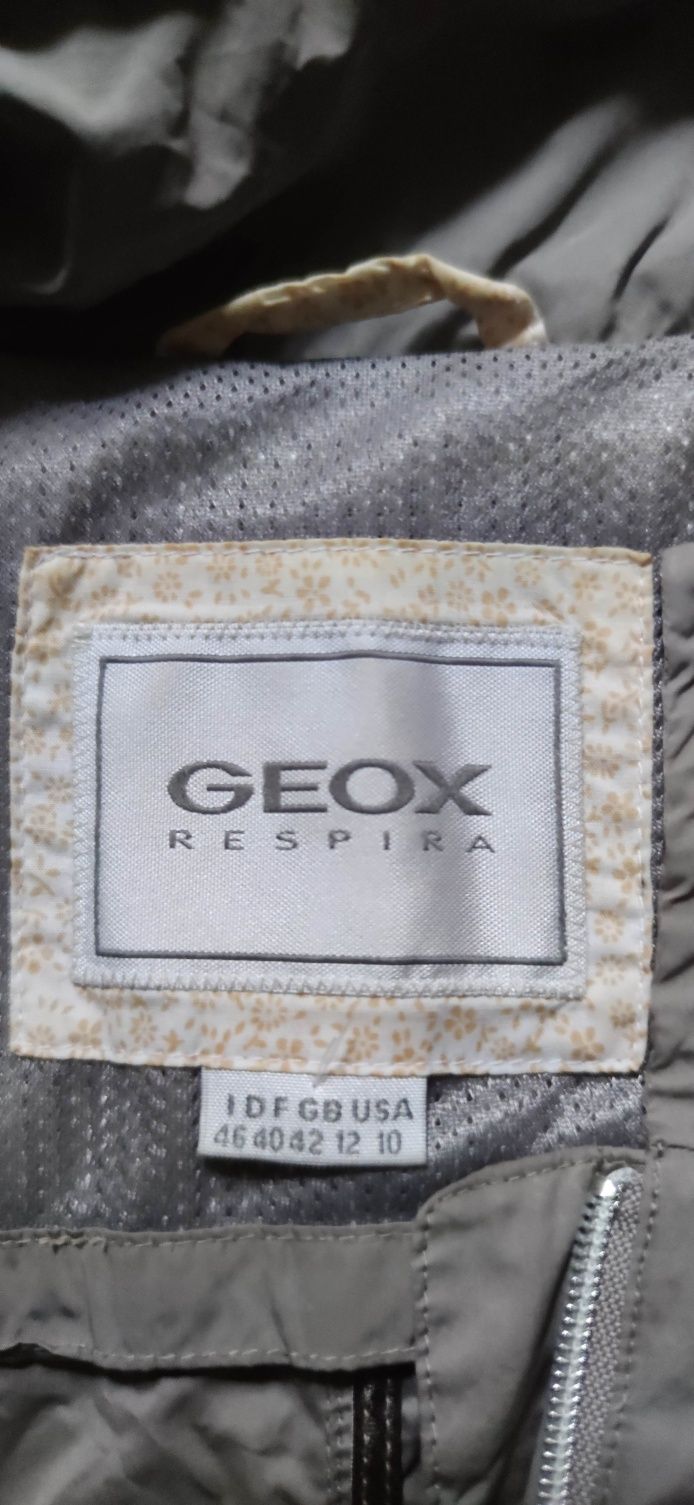 GEOX
RESPIRA
I D F GB USA
46 40 42 12 10